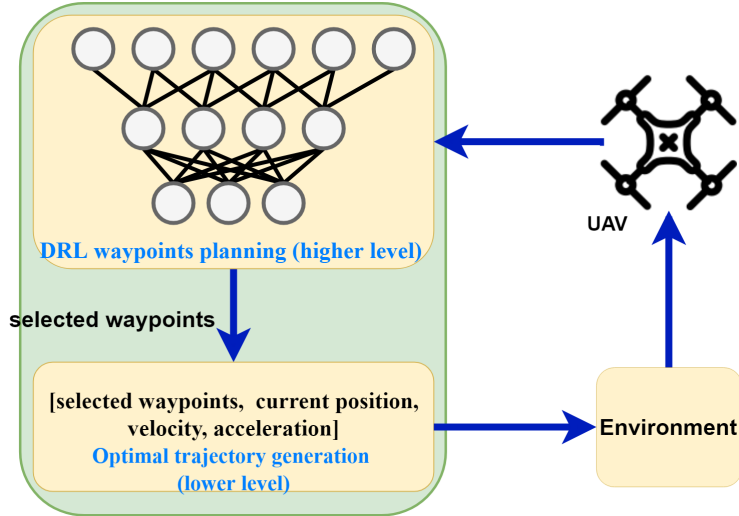 DRL waypoints planning (higher level)
UAV
selected waypoints
[selected waypoints, current position,
velocity, acceleration]
Optimal trajectory generation
(lower level)
Environment